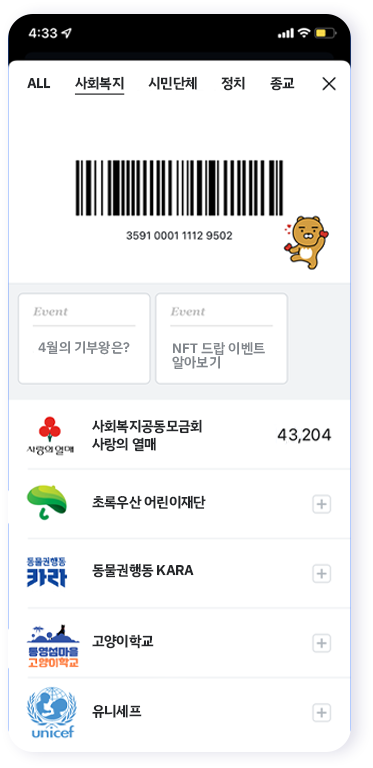 4:33
ALL 사회복지 시민단체 정치 종교
3591 0001 1112 9502
Event
4월의 기부왕은?
Event
NFT 드랍 이벤트
알아보기
사랑의열매
사회복지공동모금회
사랑의 열매
43,204
초록우산 어린이재단
동물권행동
카라
동물권행동 KARA
통영섬마을
고양이학교
고양이학교
unicef
유니세프